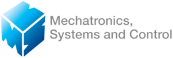 Mechatronics,
Systems and Control